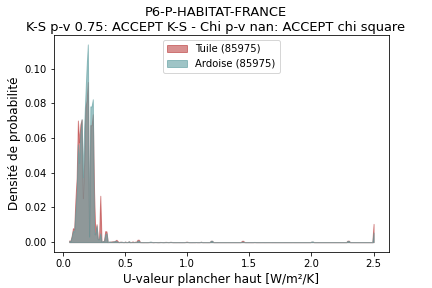 P6-P-HABITAT-FRANCE
K-S p-v 0.75: ACCEPT K-S - Chi p-v nan: ACCEPT chi square
Tuile (85975)
Ardoise (85975)
Densité de probabilité
0.10
0.08
0.06
0.04
0.02
0.00
0.0 0.5 1.0 1.5 2.0 2.5
U-valeur plancher haut [W/m²/K]